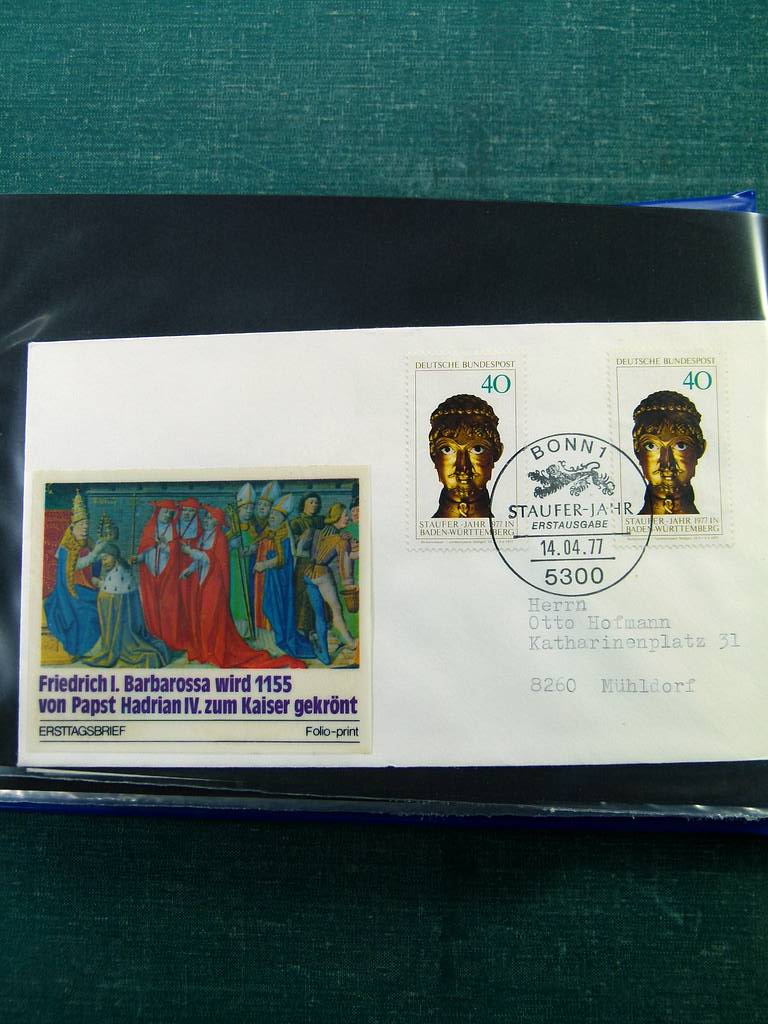 DEUTSCHE BUNDESPOST
40
STAUFER-JAHR 1977 IN
BADEN-WÜRTTEMBERG
DEUTSCHE BUNDESPOST
40
STAUFER-JAHR 1977 IN
BADEN-WÜRTTEMBERG
BONN 1
STAUFER-JAHR
ERSTAUSGABE
14.04.77
5300
Herrn
Otto Hofmann
Katharinenplatz 31
8260 Mühldorf
Friedrich I. Barbarossa wird 1155
von Papst Hadrian IV. zum Kaiser gekrönt
ERSTTAGSBRIEF Folio-print